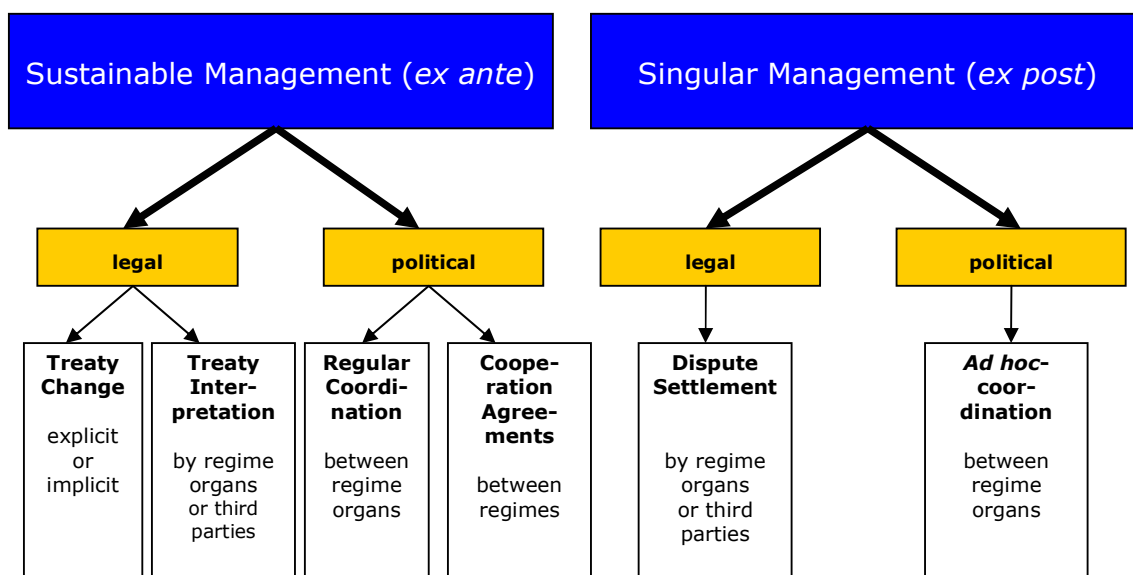 Sustainable Management (ex ante)
Singular Management (ex post)
legal
political
legal
political
Treaty
Change
explicit
or
implicit
Treaty
Inter-
pretation
by regime
organs
or third
parties
Regular
Coordi-
nation
between
regime
organs
Coope-
ration
Agree-
ments
between
regimes
Dispute
Settlement
by regime
organs
or third
parties
Ad hoc-
coor-
dination
between
regime
organs